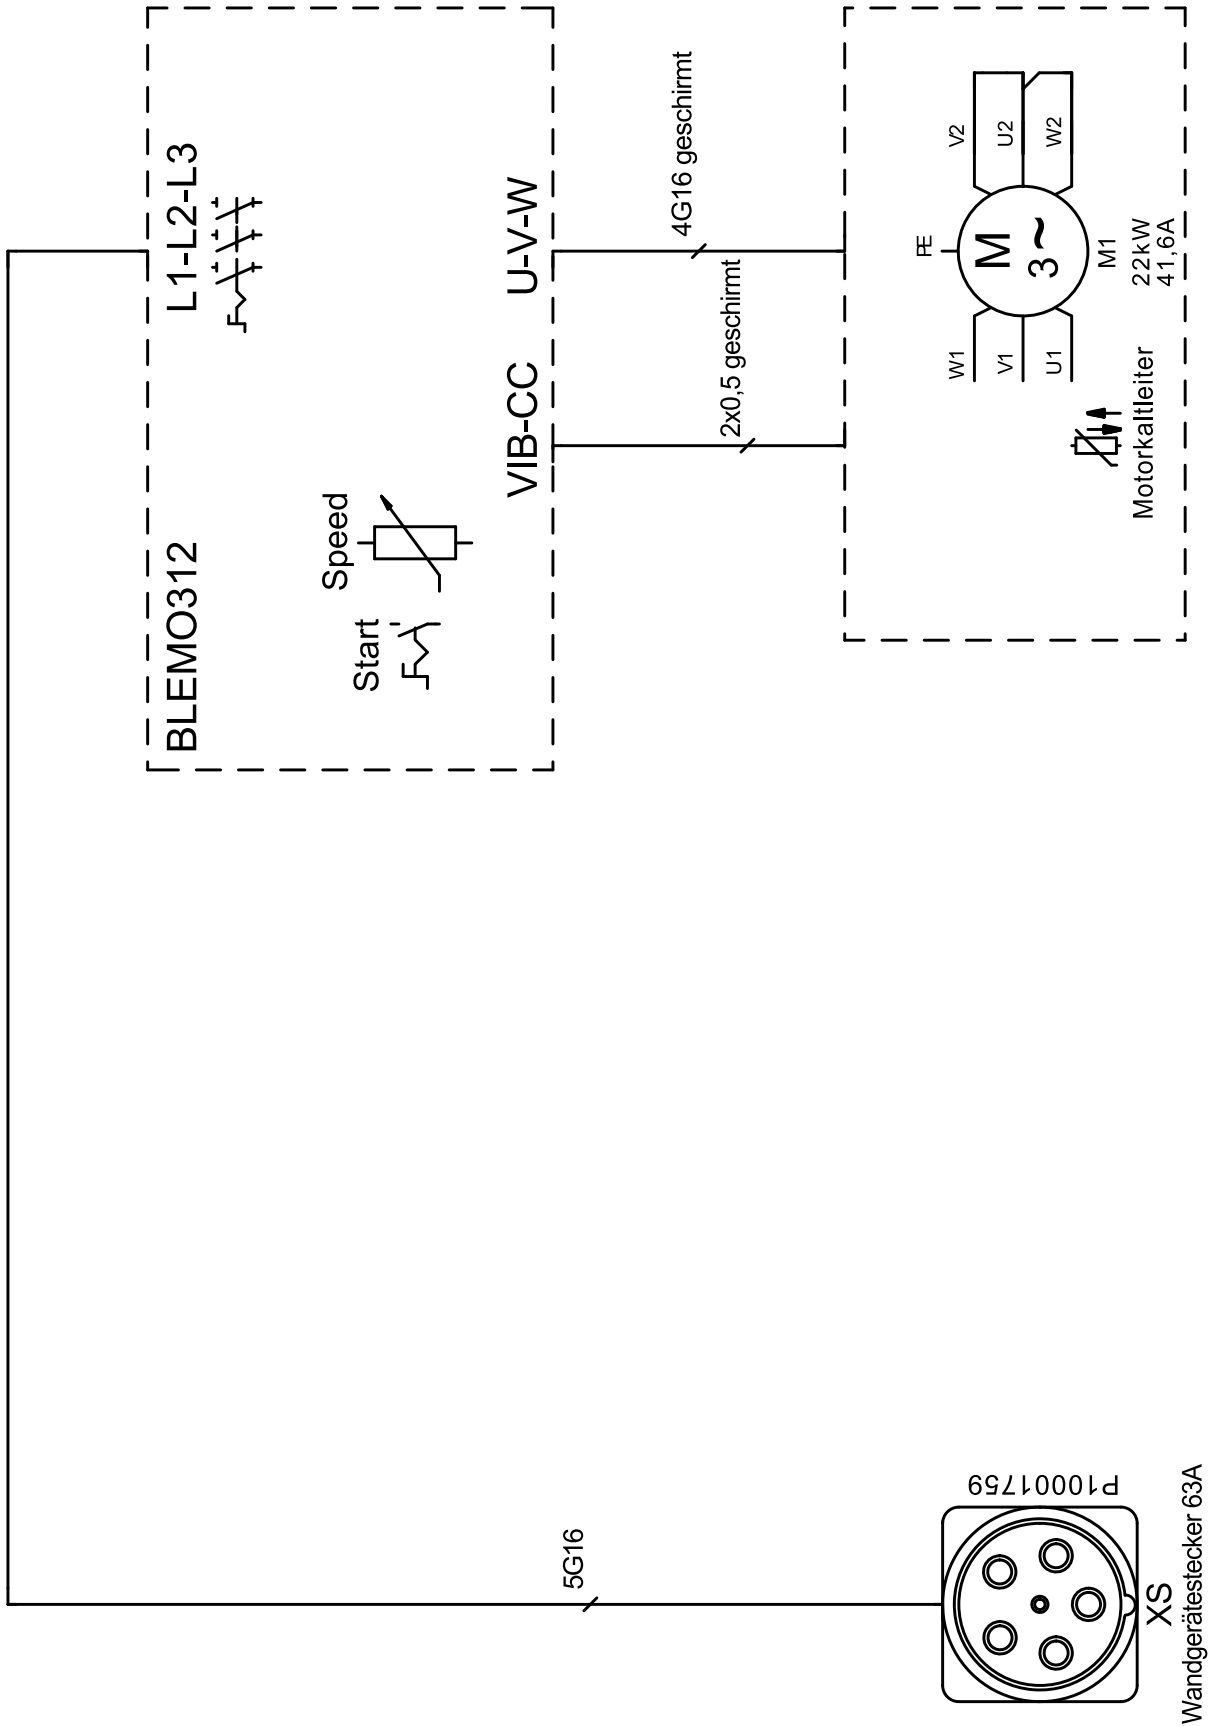 BLEMO312
L1-L2-L3
Speed
Start
VIB-CC
U-V-W
4G16 geschirmt
2x0,5 geschirmt
5G16
PE
V2
U2
W2
M
3~
W1
V1
U1
M1
22kW
41,6A
Motorkaltleiter
P10001759
XS
Wandgerätestecker 63A